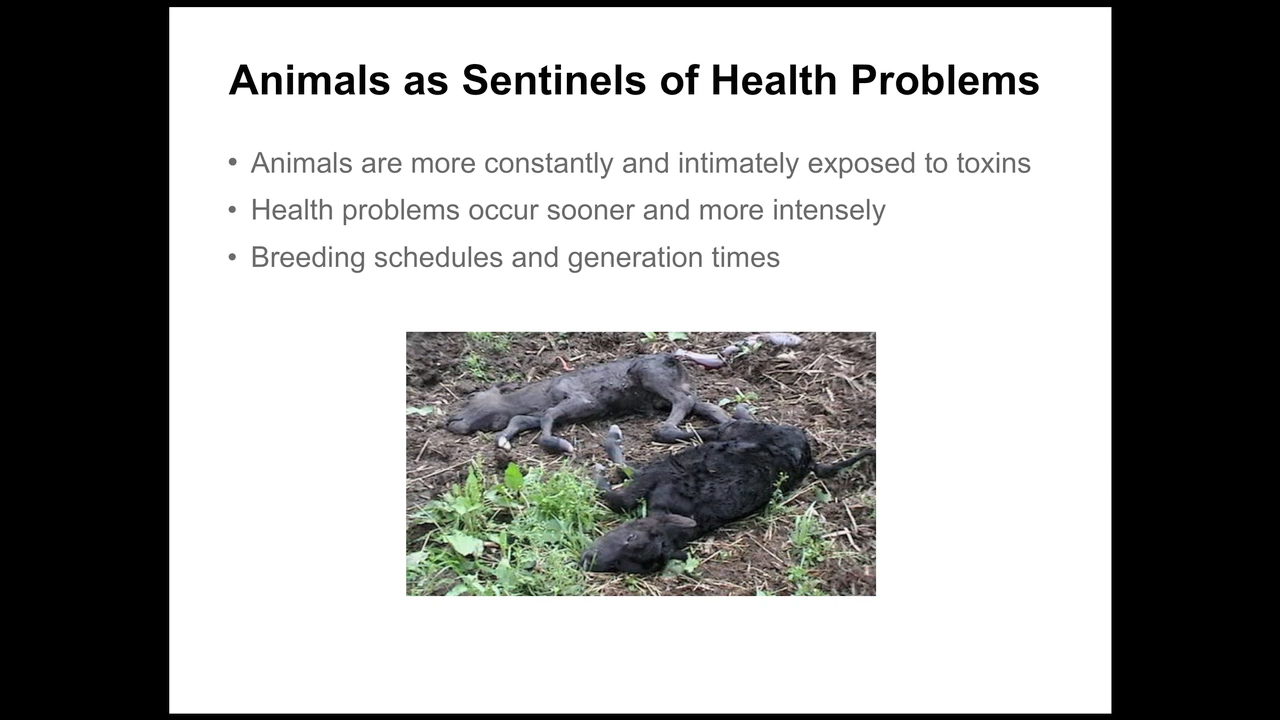 Animals as Sentinels of Health Problems
• Animals are more constantly and intimately exposed to toxins
• Health problems occur sooner and more intensely
• Breeding schedules and generation times